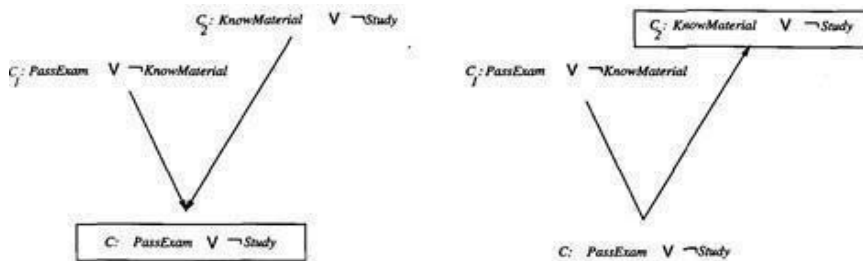 C₂: KnowMaterial V ¬Study
C₁: PassExam V ¬KnowMaterial
C: PassExam V ¬Study
C₂: KnowMaterial V ¬Study
C₁: PassExam V ¬KnowMaterial
C: PassExam V ¬Study